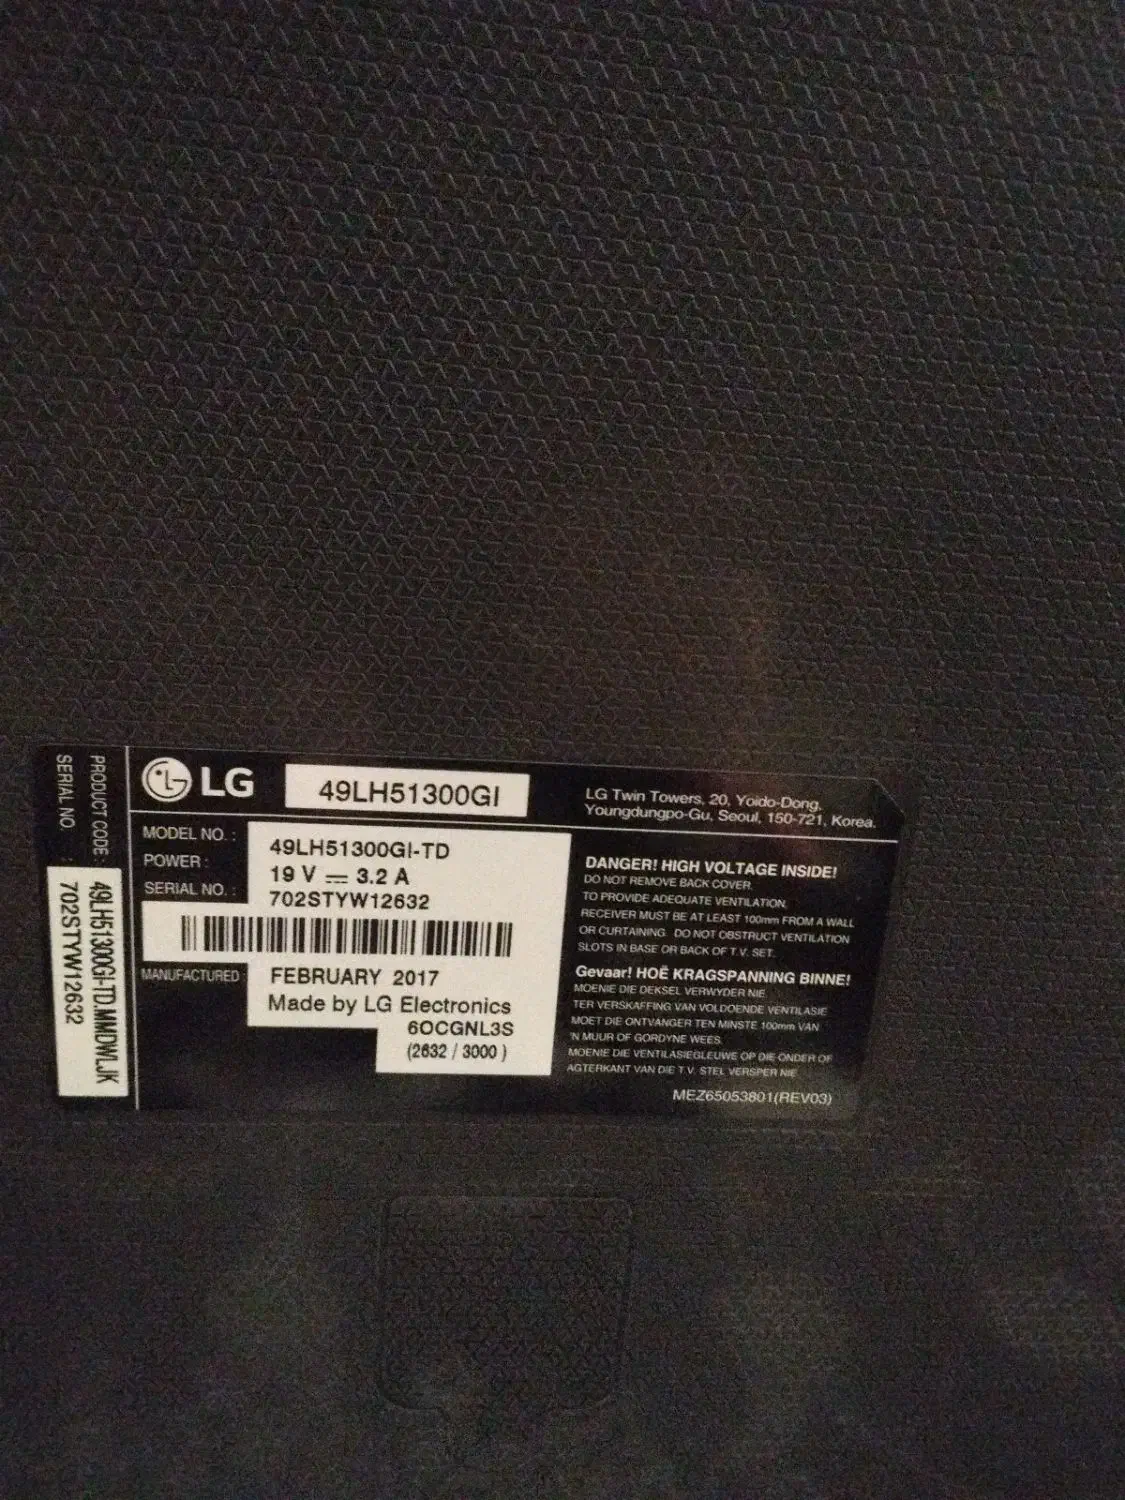 LG
49LH51300GI
LG Twin Towers, 20, Yoido-Dong,
Youngdungpo-Gu, Seoul, 150-721, Korea.
MODEL NO. : 49LH51300GI-TD
POWER : 19 V ⎓ 3.2 A
SERIAL NO. : 702STYW12632
MANUFACTURED FEBRUARY 2017
Made by LG Electronics
6OCGNL3S
(2632 / 3000 )
DANGER! HIGH VOLTAGE INSIDE!
DO NOT REMOVE BACK COVER.
TO PROVIDE ADEQUATE VENTILATION,
RECEIVER MUST BE AT LEAST 100mm FROM A WALL
OR CURTAINING. DO NOT OBSTRUCT VENTILATION
SLOTS IN BASE OR BACK OF T.V. SET.
Gevaar! HOË KRAGSPANNING BINNE!
MOENIE DIE DEKSEL VERWYDER NIE.
TER VERSKAFFING VAN VOLDOENDE VENTILASIE
MOET DIE ONTVANGER TEN MINSTE 100mm VAN
'N MUUR OF GORDYNE WEES.
MOENIE DIE VENTILASIEGLEUWE OP DIE ONDER OF
AGTERKANT VAN DIE T.V. STEL VERSPER NIE.
MEZ65053801(REV03)
PRODUCT CODE : 49LH51300GI-TD.MMDWLJK
SERIAL NO. : 702STYW12632